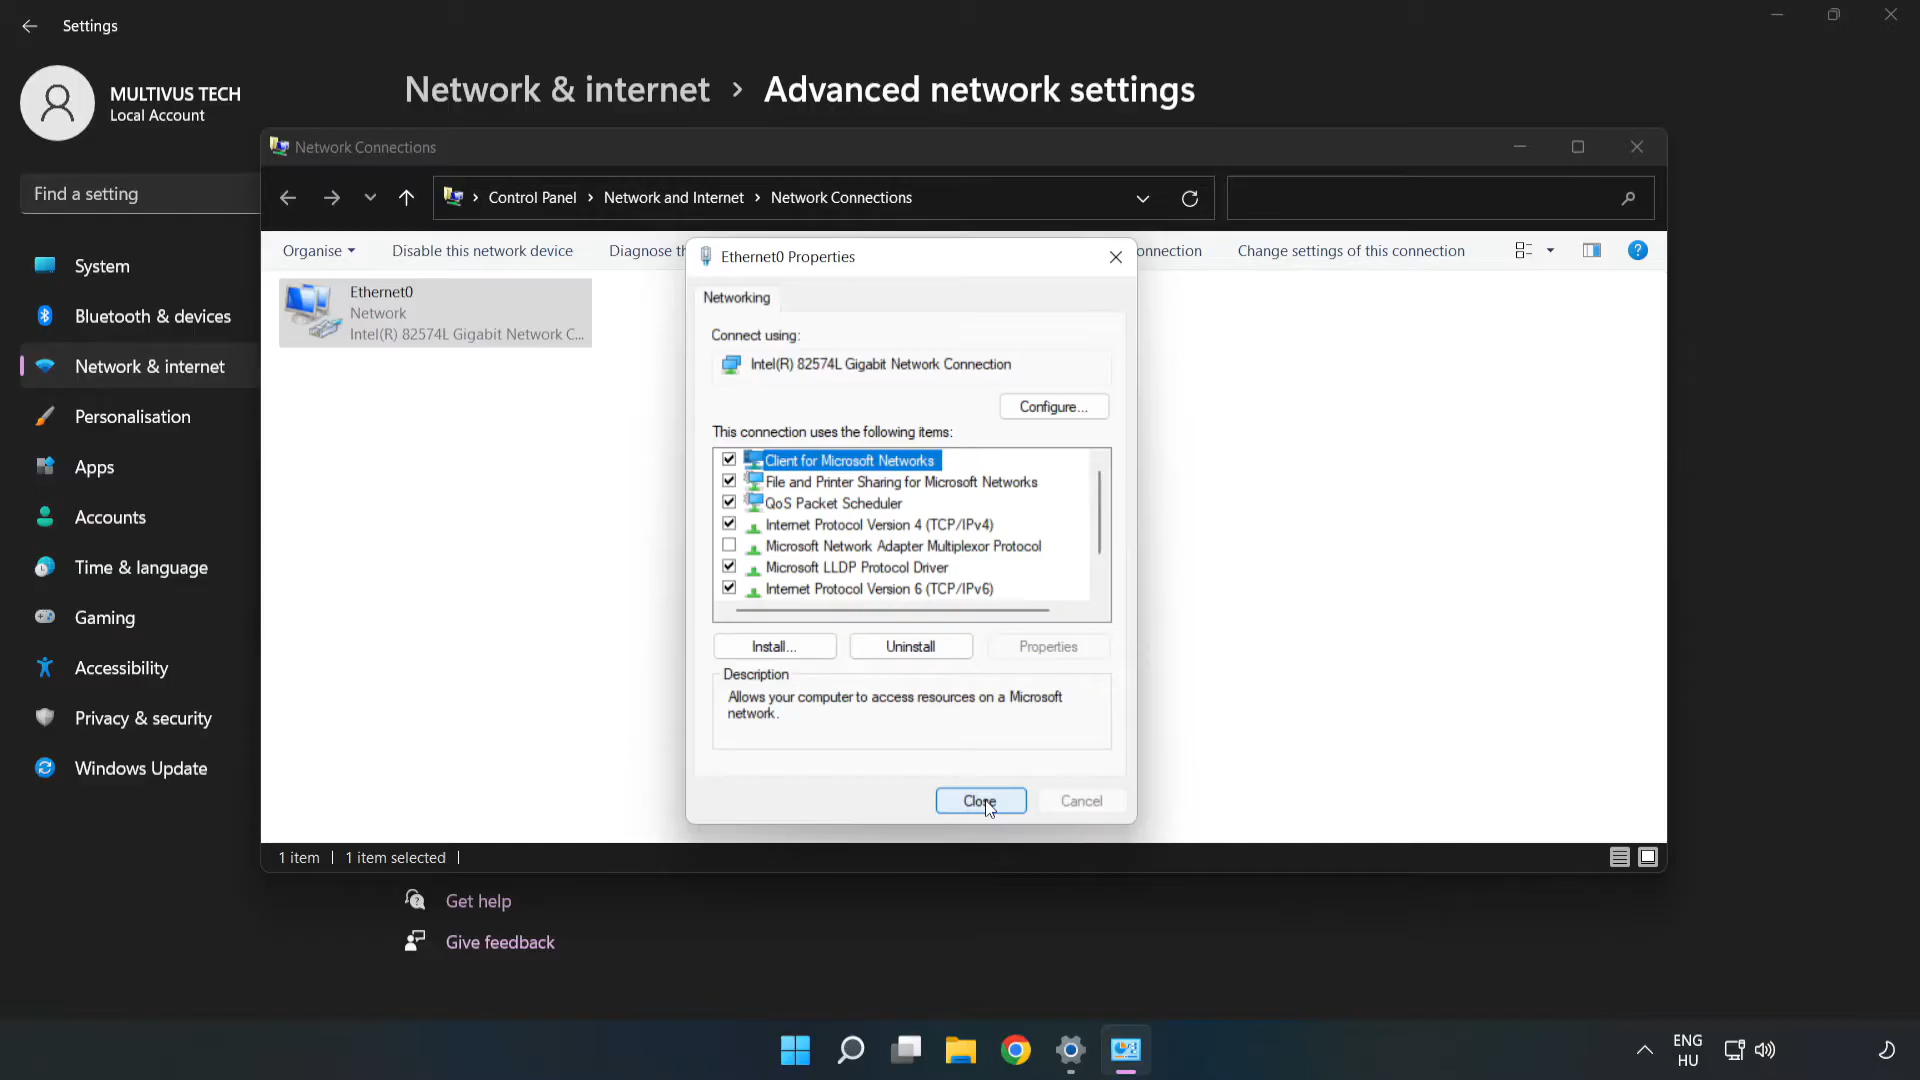 Settings
MULTIVUS TECH
Local Account
Network & internet > Advanced network settings
Find a setting
System
Bluetooth & devices
Network & internet
Personalisation
Apps
Accounts
Time & language
Gaming
Accessibility
Privacy & security
Windows Update
Network Connections
Control Panel > Network and Internet > Network Connections
Organise
Disable this network device
Diagnose th
onnection
Change settings of this connection
Ethernet0
Network
Intel(R) 82574L Gigabit Network C...
Ethernet0 Properties
Networking
Connect using:
Intel(R) 82574L Gigabit Network Connection
Configure...
This connection uses the following items:
Client for Microsoft Networks
File and Printer Sharing for Microsoft Networks
QoS Packet Scheduler
Internet Protocol Version 4 (TCP/IPv4)
Microsoft Network Adapter Multiplexor Protocol
Microsoft LLDP Protocol Driver
Internet Protocol Version 6 (TCP/IPv6)
Install...
Uninstall
Properties
Description
Allows your computer to access resources on a Microsoft
network.
Close
Cancel
1 item
1 item selected
Get help
Give feedback
ENG
HU